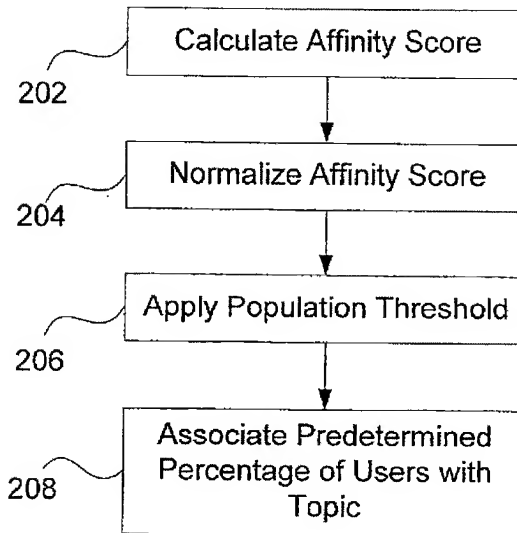 Calculate Affinity Score
202
Normalize Affinity Score
204
Apply Population Threshold
206
Associate Predetermined
Percentage of Users with
Topic
208